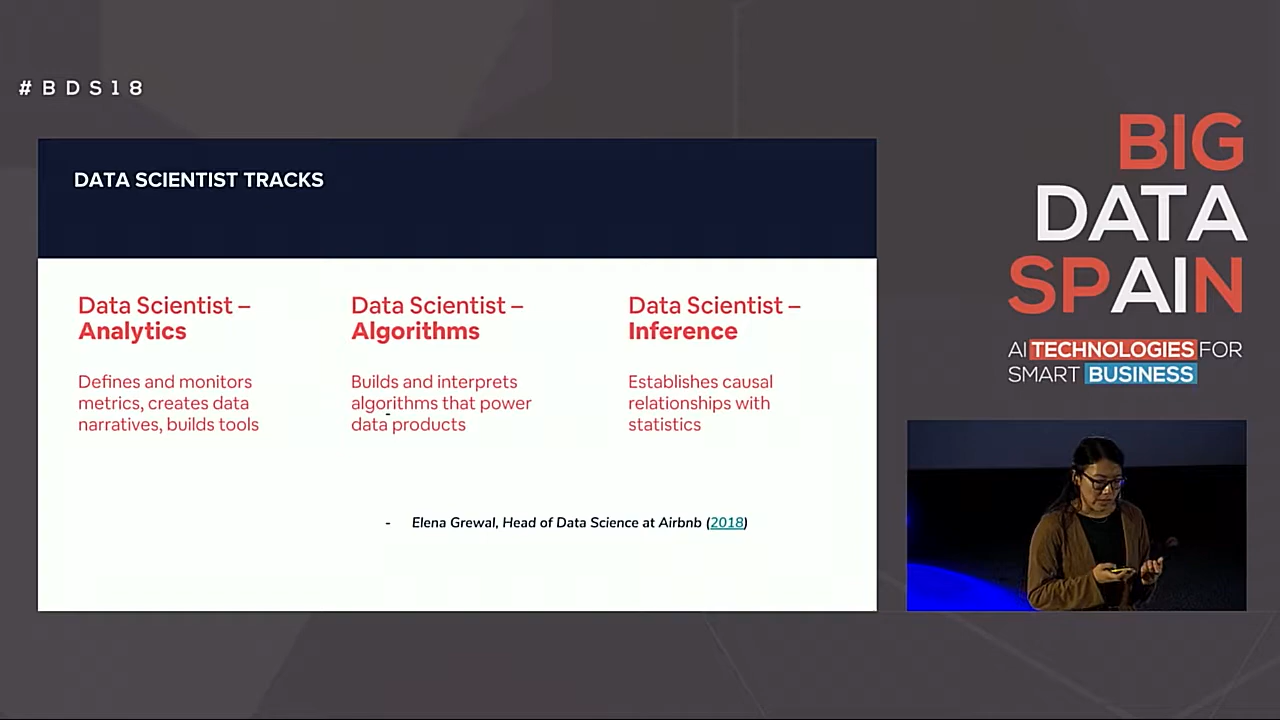 #BDS18
DATA SCIENTIST TRACKS
Data Scientist –
Analytics
Defines and monitors
metrics, creates data
narratives, builds tools
Data Scientist –
Algorithms
Builds and interprets
algorithms that power
data products
Data Scientist –
Inference
Establishes causal
relationships with
statistics
- Elena Grewal, Head of Data Science at Airbnb (2018)
BIG
DATA
SPAIN
AI TECHNOLOGIES FOR
SMART BUSINESS